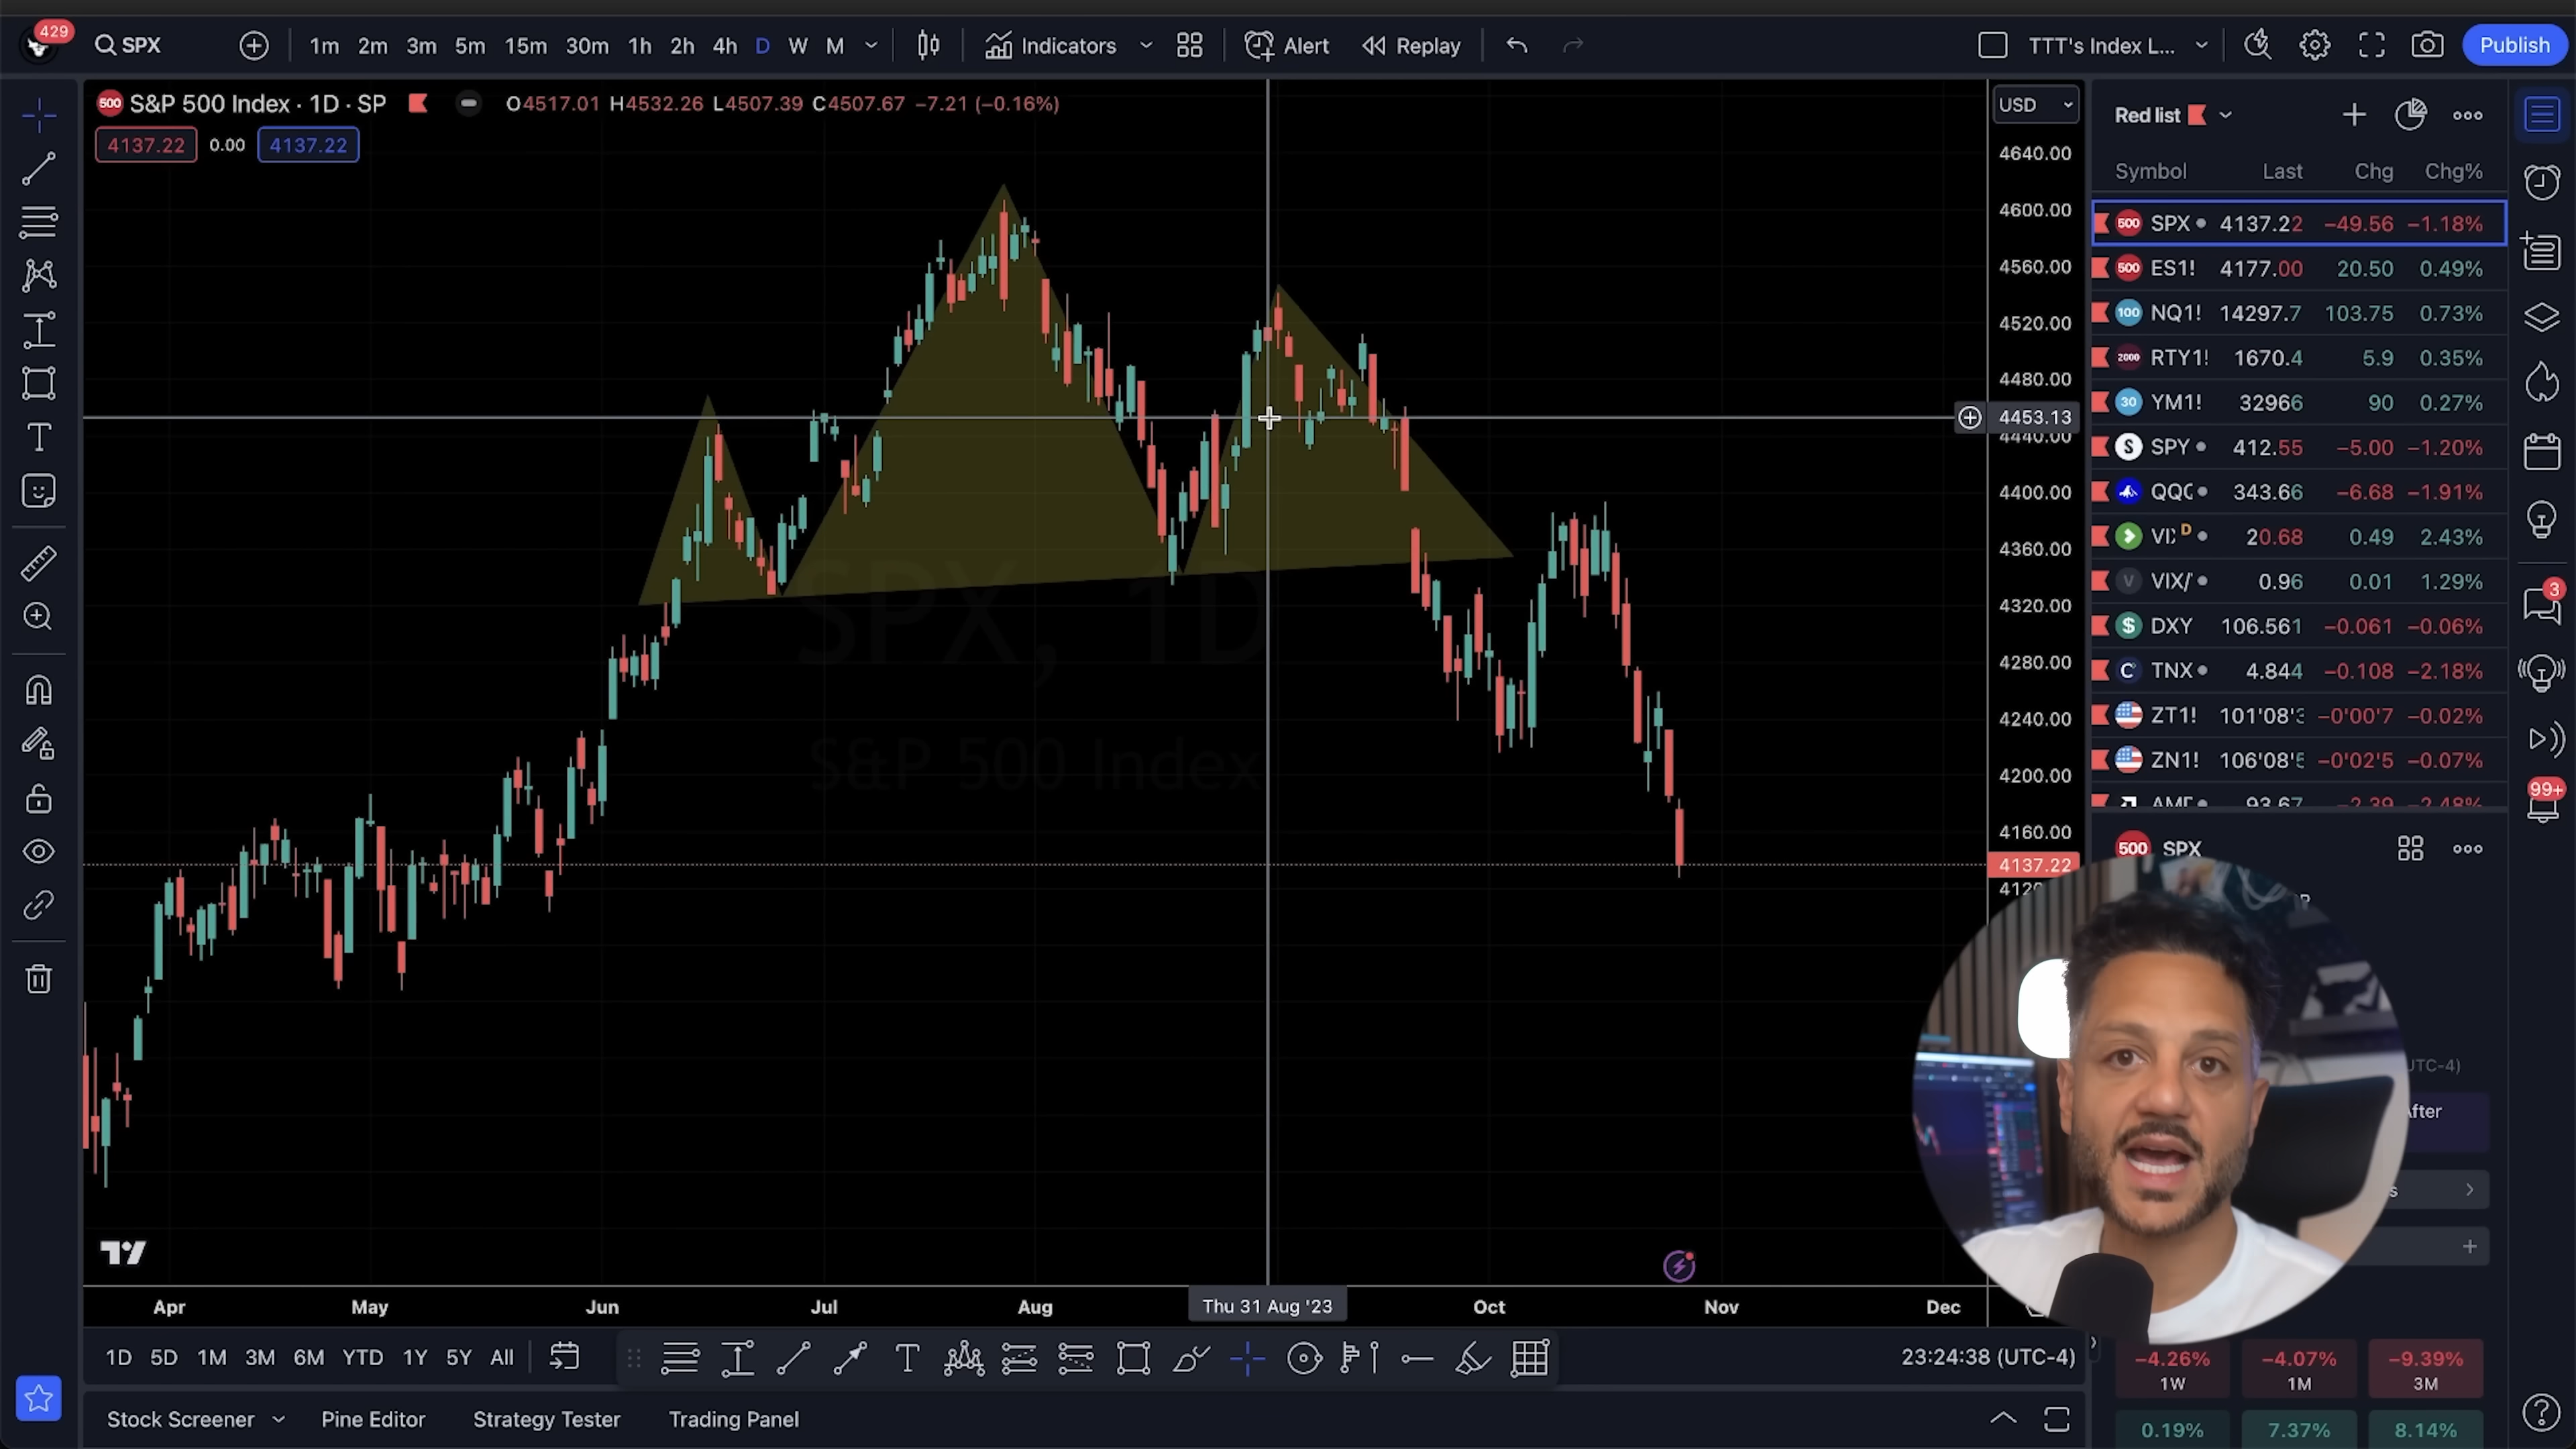 429
SPX
1m 2m 3m 5m 15m 30m 1h 2h 4h D W M
Indicators
Alert
Replay
TTT's Index L...
Publish
500 S&P 500 Index · 1D · SP
O4517.01 H4532.26 L4507.39 C4507.67 −7.21 (−0.16%)
4137.22 0.00 4137.22
USD
4640.00
4600.00
4560.00
4520.00
4480.00
4453.13
4440.00
4400.00
4360.00
4320.00
4280.00
4240.00
4200.00
4160.00
4137.22
SPX, 1D
S&P 500 Index
Apr May Jun Jul Aug Thu 31 Aug '23 Oct Nov Dec
1D 5D 1M 3M 6M YTD 1Y 5Y All
23:24:38 (UTC-4)
Stock Screener Pine Editor Strategy Tester Trading Panel
Red list
Symbol Last Chg Chg%
500 SPX 4137.22 −49.56 −1.18%
500 ES1! 4177.00 20.50 0.49%
100 NQ1! 14297.7 103.75 0.73%
2000 RTY1! 1670.4 5.9 0.35%
30 YM1! 32966 90 0.27%
S SPY 412.55 −5.00 −1.20%
QQQ 343.66 −6.68 −1.91%
VIX D 20.68 0.49 2.43%
V VIX/ 0.96 0.01 1.29%
$ DXY 106.561 −0.061 −0.06%
C TNX 4.844 −0.108 −2.18%
ZT1! 101'08'3 −0'00'7 −0.02%
ZN1! 106'08'5 −0'02'5 −0.07%
93.67 −2.39 −2.48%
500 SPX
UTC-4)
After
−4.26% −4.07% −9.39%
1W 1M 3M
0.19% 7.37% 8.14%
3
99+